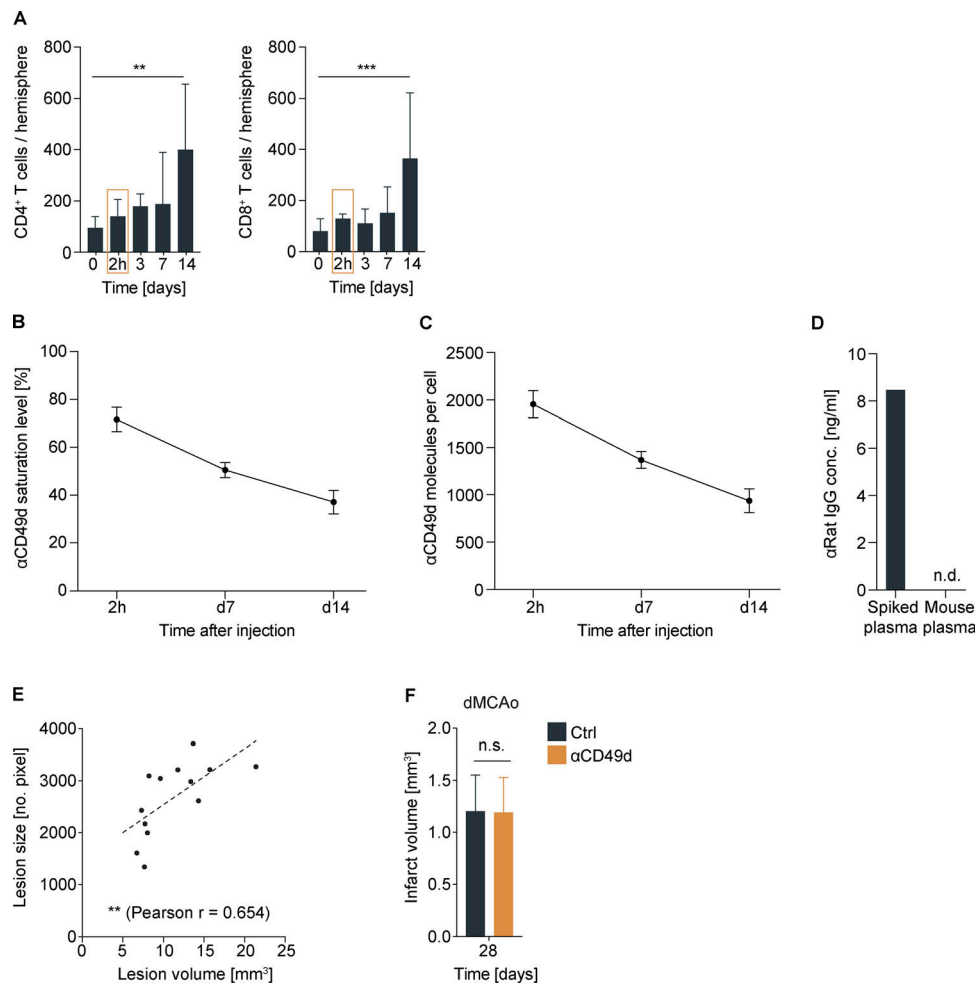 A
CD4⁺ T cells / hemisphere
800
600
400
200
0
**
0 2h 3 7 14
Time [days]
CD8⁺ T cells / hemisphere
800
600
400
200
0
***
0 2h 3 7 14
Time [days]
B
αCD49d saturation level [%]
100
80
60
40
20
0
2h d7 d14
Time after injection
C
αCD49d molecules per cell
2500
2000
1500
1000
500
0
2h d7 d14
Time after injection
D
αRat IgG conc. [ng/ml]
10
8
6
4
2
0
n.d.
Spiked Mouse
plasma plasma
E
Lesion size [no. pixel]
4000
3000
2000
1000
0
** (Pearson r = 0.654)
0 5 10 15 20 25
Lesion volume [mm³]
F
dMCAo
Infarct volume [mm³]
2.0
1.5
1.0
0.5
0.0
n.s.
28
Time [days]
Ctrl
αCD49d